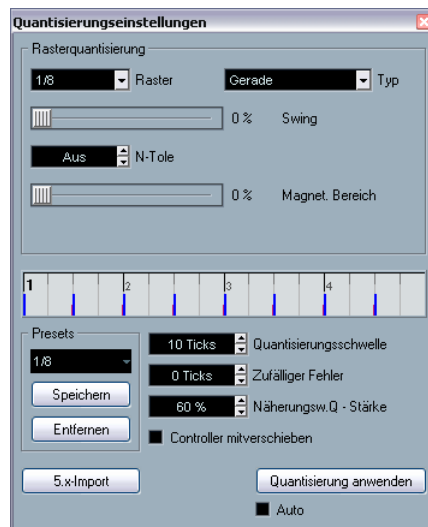 Quantisierungseinstellungen
Rasterquantisierung
1/8 Raster Gerade Typ
0 % Swing
Aus N-Tole
0 % Magnet. Bereich
1 2 3 4
Presets
1/8
Speichern
Entfernen
10 Ticks Quantisierungsschwelle
0 Ticks Zufälliger Fehler
60 % Näherungsw.Q - Stärke
Controller mitverschieben
5.x-Import
Quantisierung anwenden
Auto